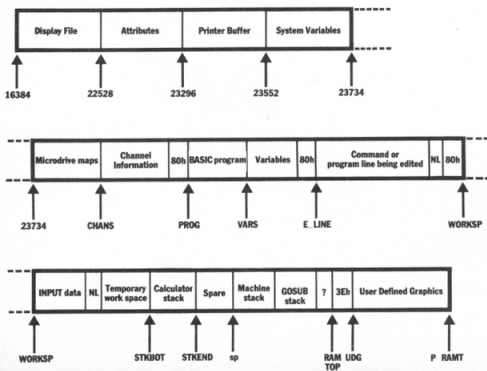 Display File Attributes Printer Buffer System Variables
16384 22528 23296 23552 23734
Microdrive maps Channel Information 80h BASIC program Variables 80h Command or program line being edited NL 80h
23734 CHANS PROG VARS E_LINE WORKSP
INPUT data NL Temporary work space Calculator stack Spare Machine stack GOSUB stack ? 3Eh User Defined Graphics
WORKSP STKBOT STKEND sp RAM TOP UDG P RAMT